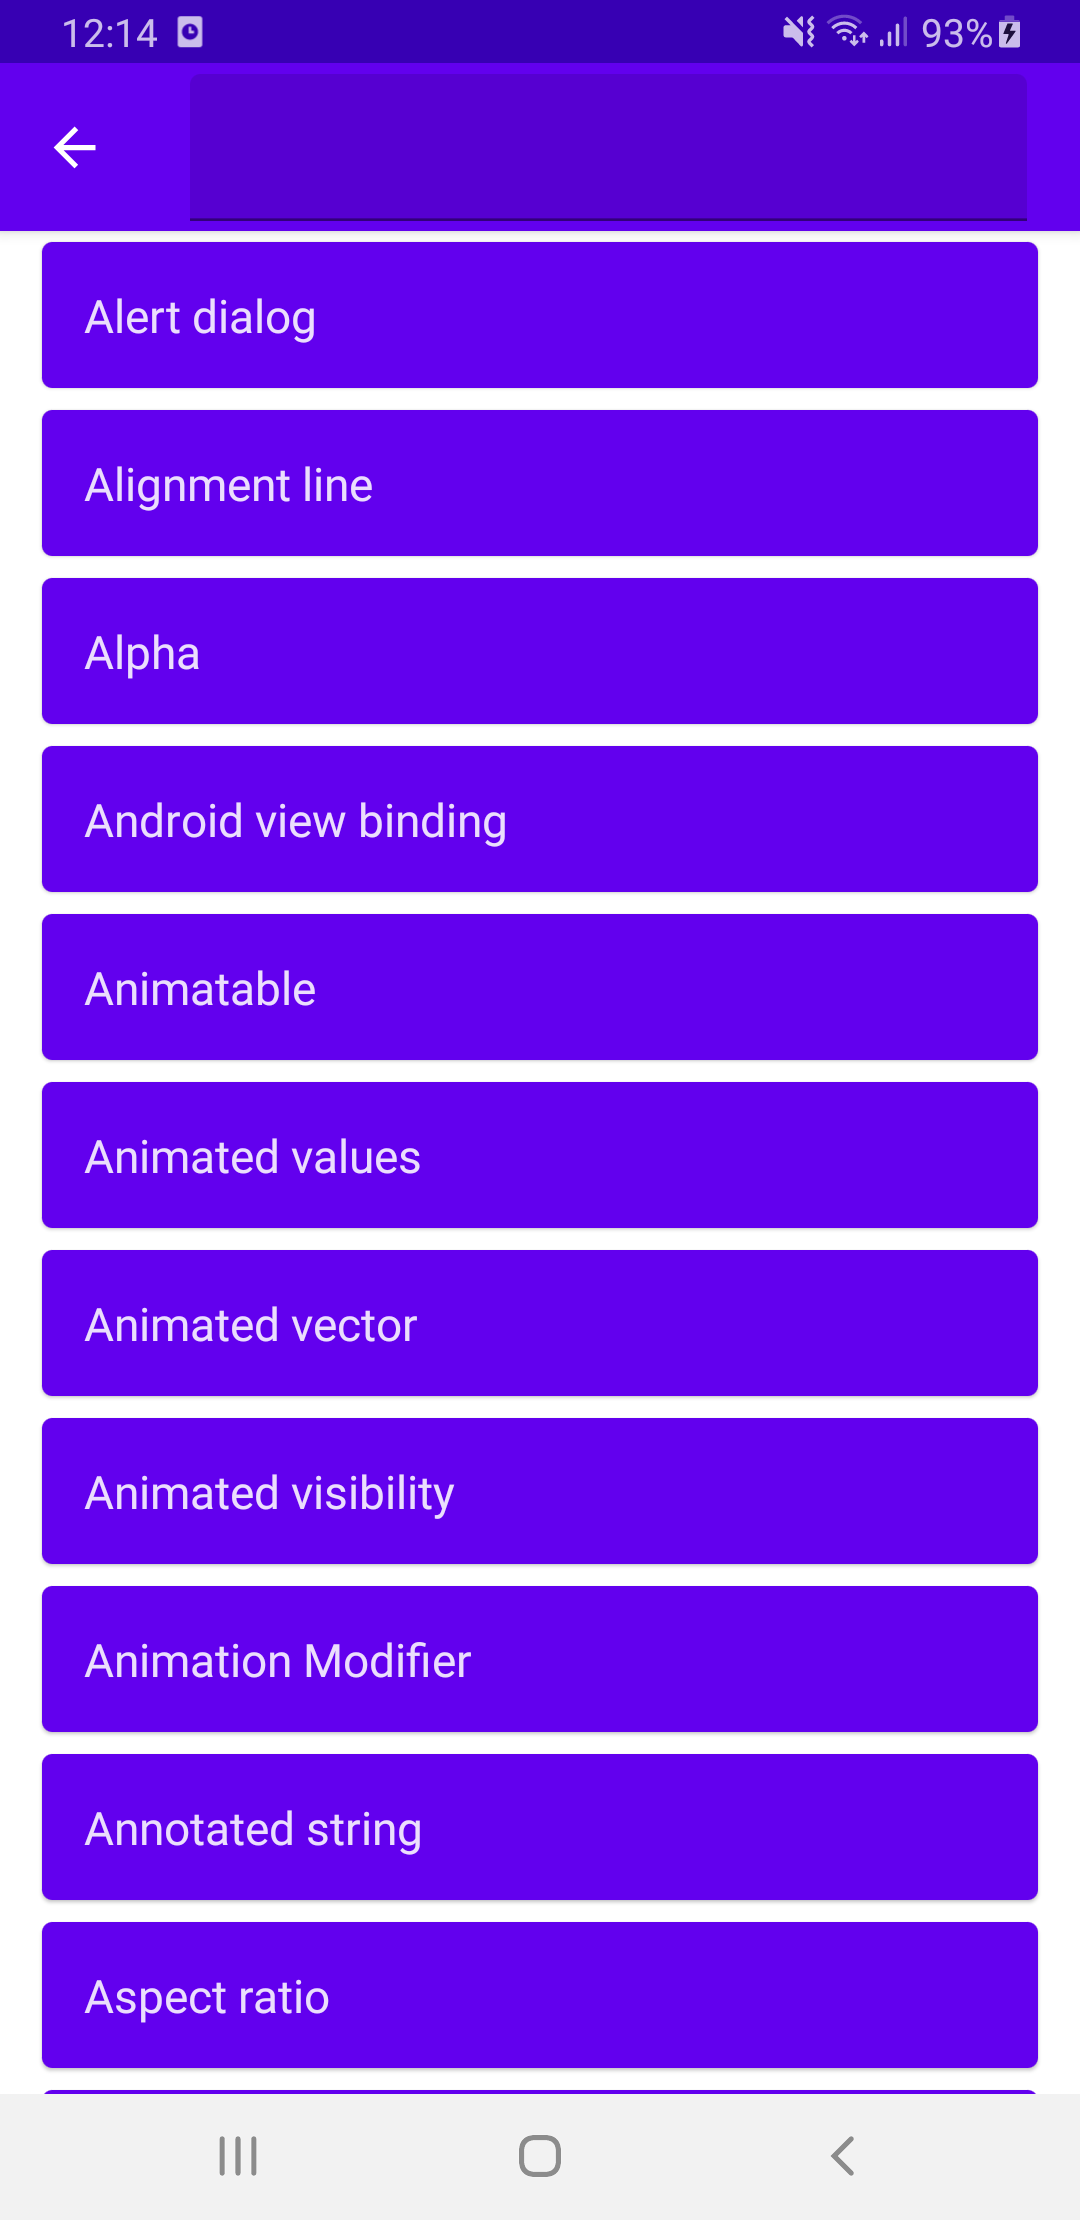 12:14 93%
Alert dialog
Alignment line
Alpha
Android view binding
Animatable
Animated values
Animated vector
Animated visibility
Animation Modifier
Annotated string
Aspect ratio